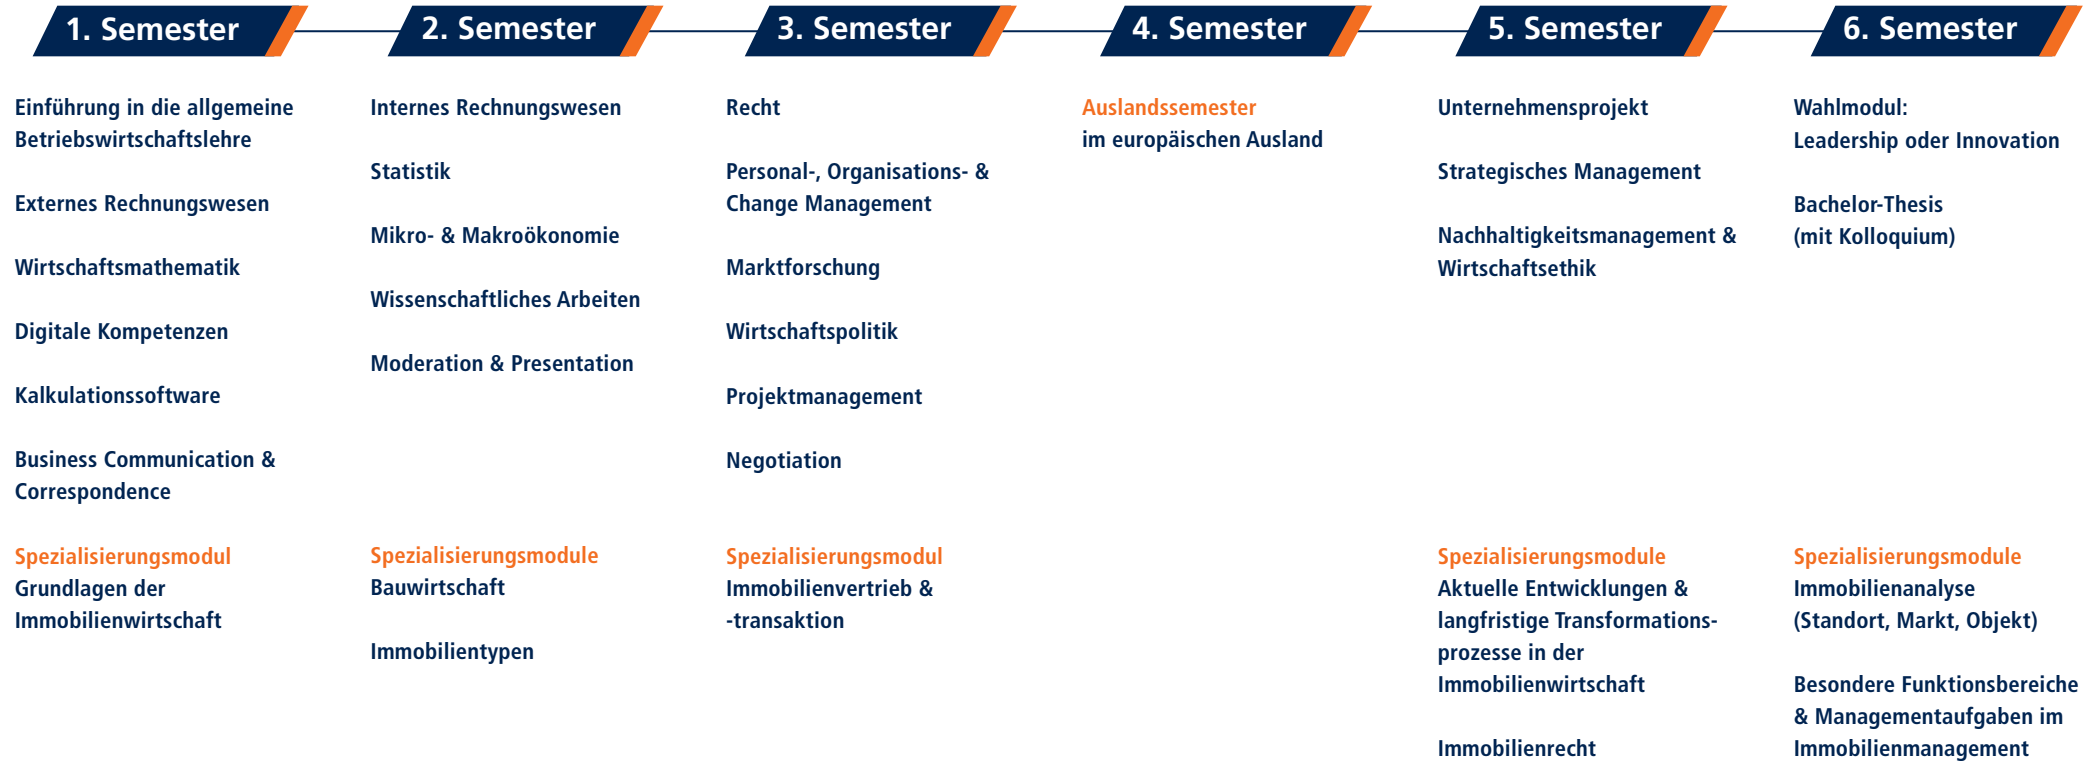 1. Semester
Einführung in die allgemeine
Betriebswirtschaftslehre
Externes Rechnungswesen
Wirtschaftsmathematik
Digitale Kompetenzen
Kalkulationssoftware
Business Communication &
Correspondence
Spezialisierungsmodul
Grundlagen der
Immobilienwirtschaft
2. Semester
Internes Rechnungswesen
Statistik
Mikro- & Makroökonomie
Wissenschaftliches Arbeiten
Moderation & Presentation
Spezialisierungsmodule
Bauwirtschaft
Immobilientypen
3. Semester
Recht
Personal-, Organisations- &
Change Management
Marktforschung
Wirtschaftspolitik
Projektmanagement
Negotiation
Spezialisierungsmodul
Immobilienvertrieb &
-transaktion
4. Semester
Auslandssemester
im europäischen Ausland
5. Semester
Unternehmensprojekt
Strategisches Management
Nachhaltigkeitsmanagement &
Wirtschaftsethik
Spezialisierungsmodule
Aktuelle Entwicklungen &
langfristige Transformations-
prozesse in der
Immobilienwirtschaft
Immobilienrecht
6. Semester
Wahlmodul:
Leadership oder Innovation
Bachelor-Thesis
(mit Kolloquium)
Spezialisierungsmodule
Immobilienanalyse
(Standort, Markt, Objekt)
Besondere Funktionsbereiche
& Managementaufgaben im
Immobilienmanagement